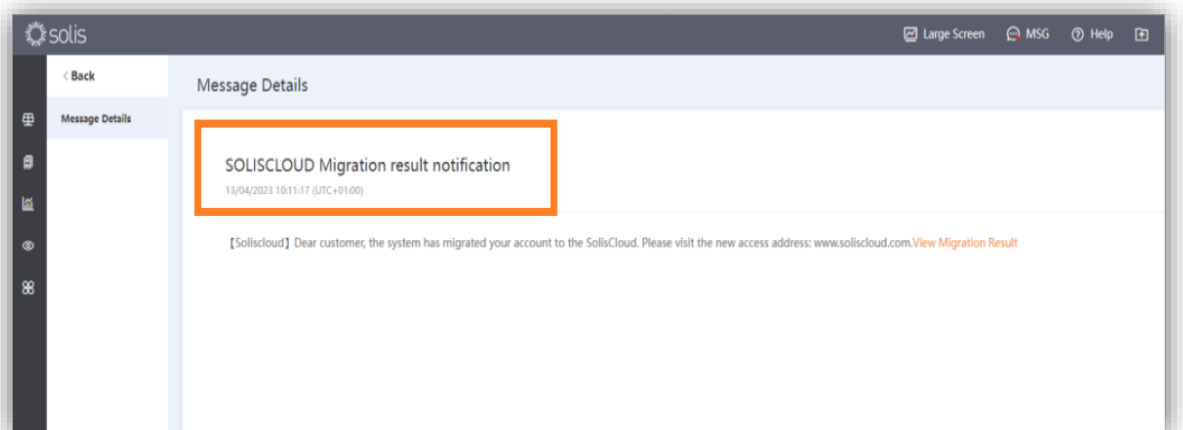 solis
Large Screen MSG Help
< Back
Message Details
Message Details
SOLISCLOUD Migration result notification
13/04/2023 10:11:17 (UTC+01:00)
【Soliscloud】Dear customer, the system has migrated your account to the SolisCloud. Please visit the new access address: www.soliscloud.com.View Migration Result